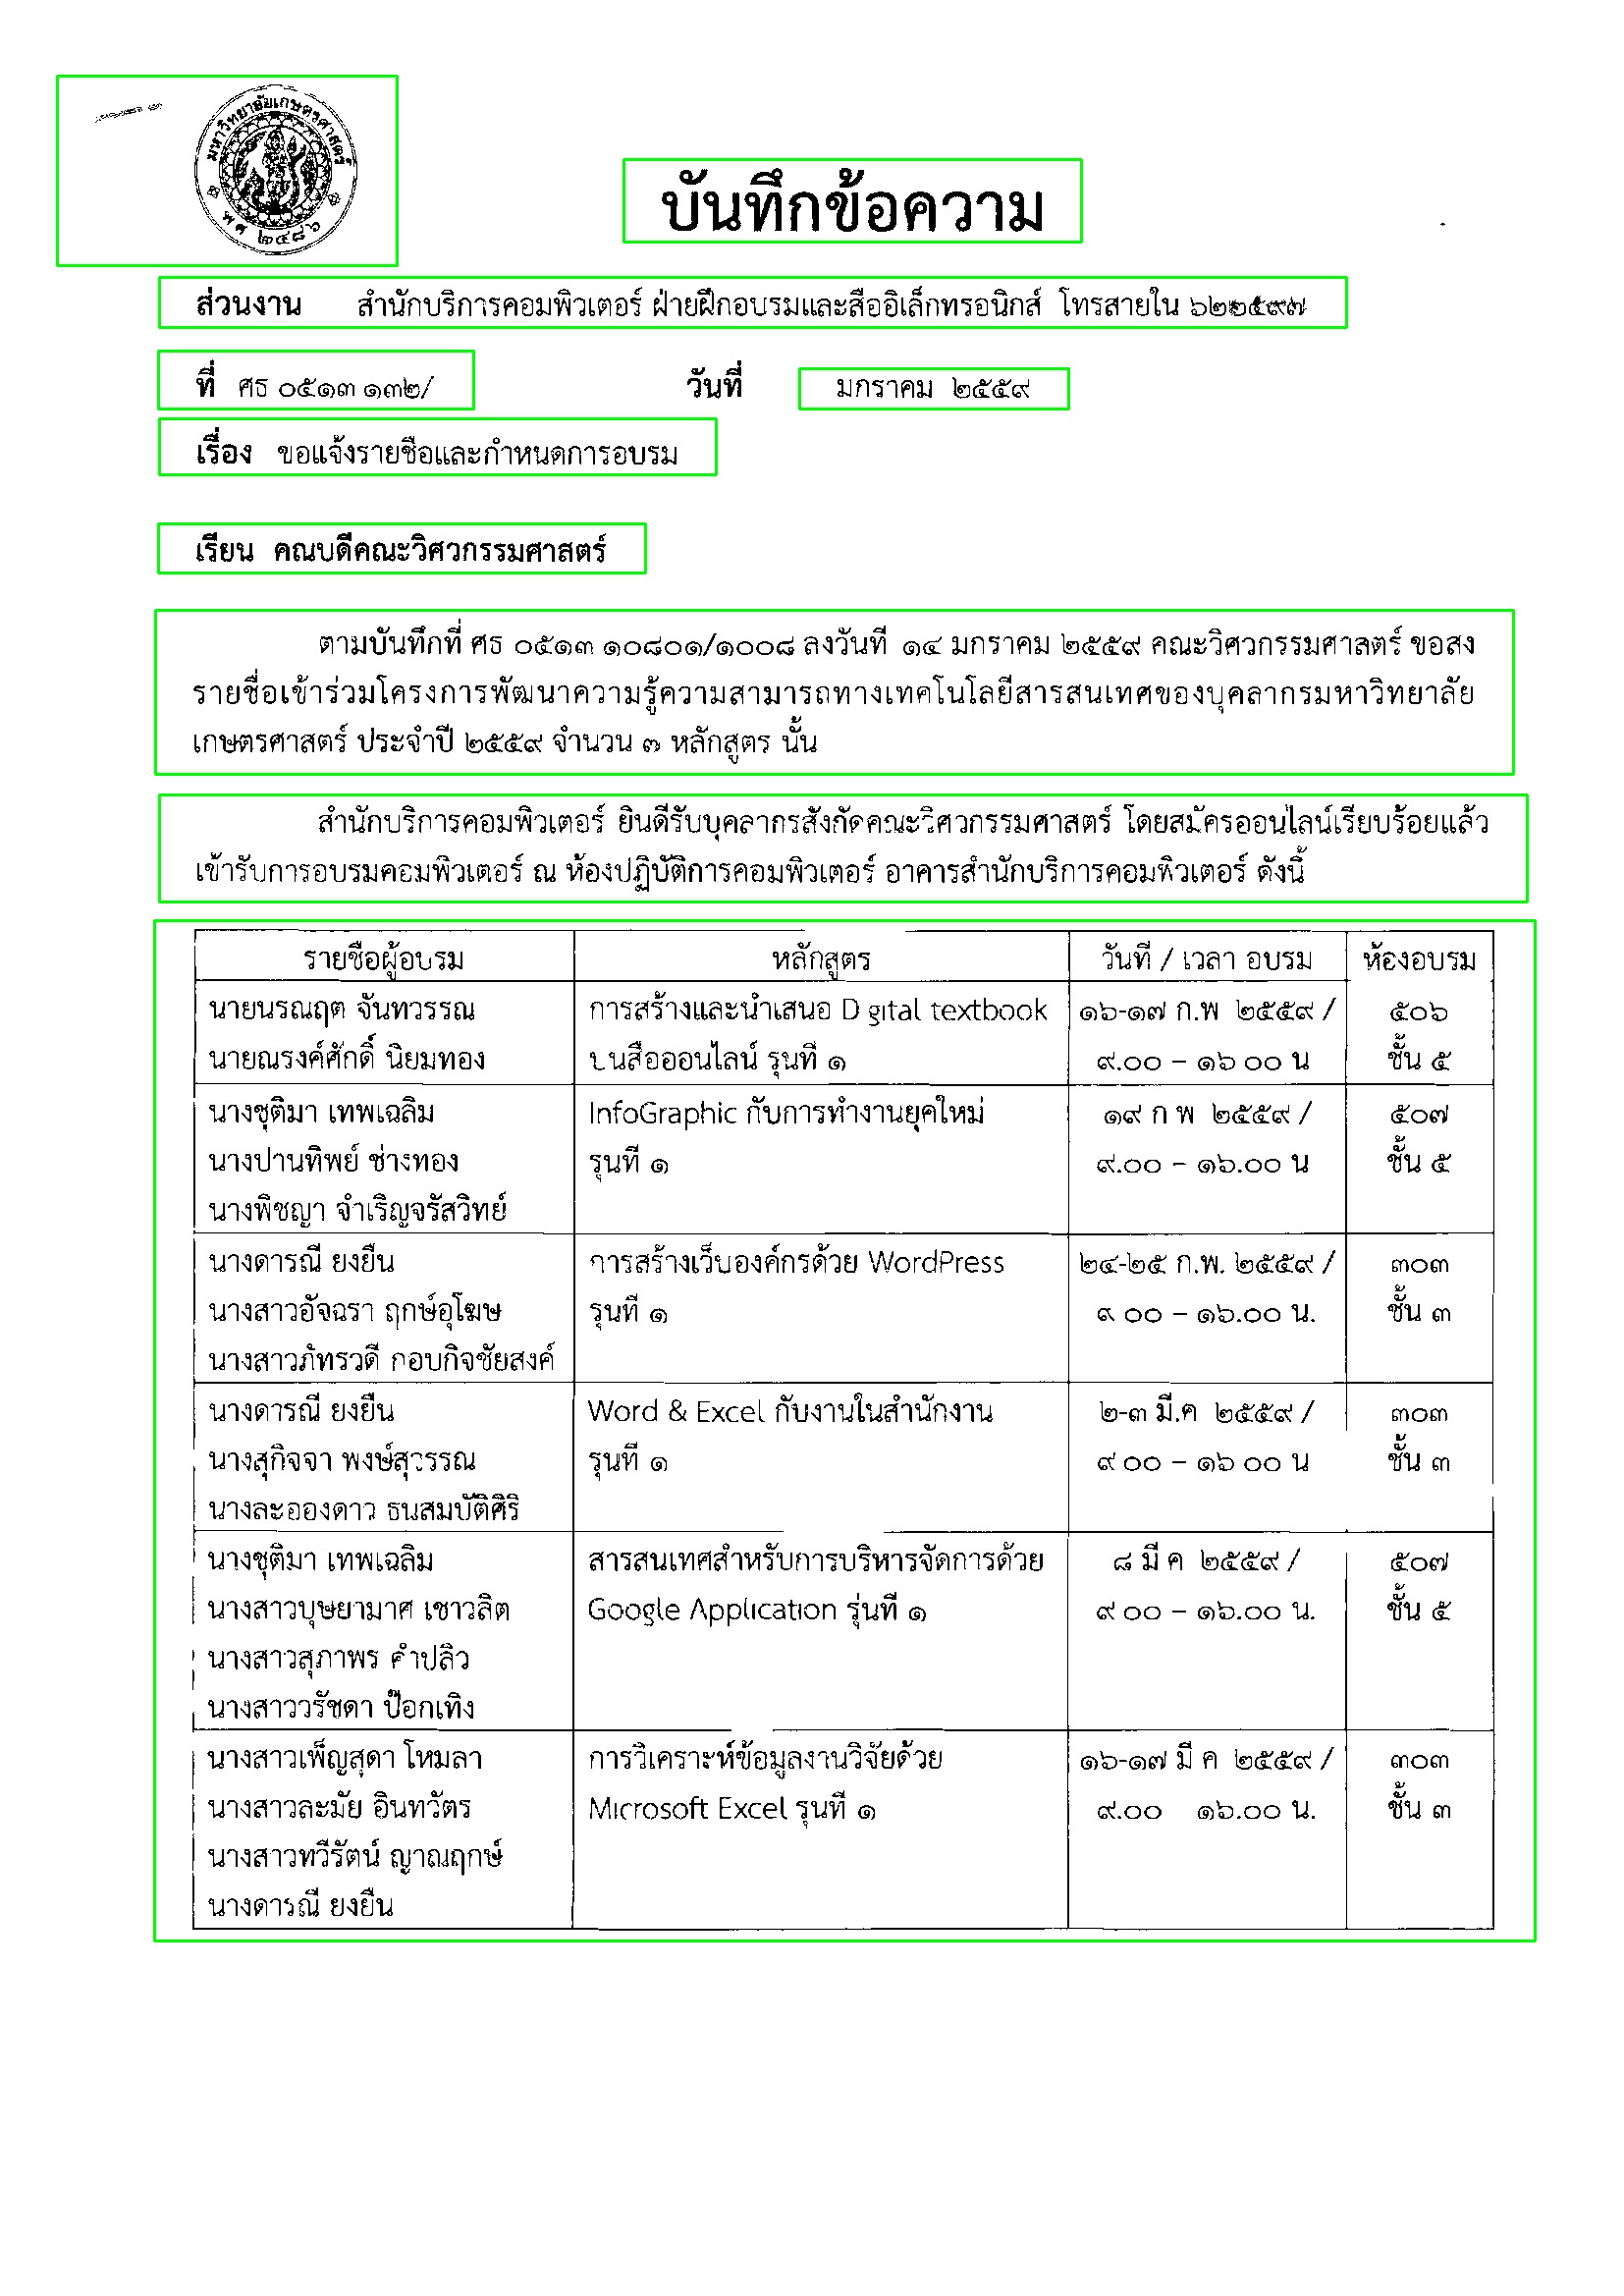 มหาวิทยาลัยเกษตรศาสตร์
พ ศ ๒๔๘๖
บันทึกข้อความ
ส่วนงาน สำนักบริการคอมพิวเตอร์ ฝ่ายฝึกอบรมและสืออิเล็กทรอนิกส์ โทรสายใน ๖๒๒๕๙๗
ที่ ศธ ๐๕๑๓ ๑๓๒/ วันที่ มกราคม ๒๕๕๙
เรื่อง ขอแจ้งรายชือและกำหนดการอบรม
เรียน คณบดีคณะวิศวกรรมศาสตร์
ตามบันทึกที่ ศธ ๐๕๑๓ ๑๐๘๐๑/๑๐๐๘ ลงวันที ๑๔ มกราคม ๒๕๕๙ คณะวิศวกรรมศาลตร์ ขอสง
รายชื่อเข้าร่วมโครงการพัฒนาความรู้ความสามารถทางเทคโนโลยีสารสนเทศของบุคลากรมหาวิทยาลัย
เกษตรศาสตร์ ประจำปี ๒๕๕๙ จำนวน ๗ หลักสูตร นั้น
สำนักบริการคอมพิวเตอร์ ยินดีรับบุคลากรสังกัดคณะวิศวกรรมศาสตร์ โดยสมัครออนไลน์เรียบร้อยแล้ว
เข้ารับการอบรมคอมพิวเตอร์ ณ ห้องปฏิบัติการคอมพิวเตอร์ อาคารสำนักบริการคอมพิวเตอร์ ดังนี้
รายชือผู้อบรม หลักสูตร วันที / เวลา อบรม ห้องอบรม
นายนรณฤต จันทวรรณ การสร้างและนำเสนอ D gital textbook ๑๖-๑๗ ก.พ ๒๕๕๙ / ๕๐๖
นายณรงค์ศักดิ์ นิยมทอง บนสือออนไลน์ รุนที ๑ ๙.๐๐ – ๑๖ ๐๐ น ชั้น ๕
นางชุติมา เทพเฉลิม InfoGraphic กับการทำงานยุคใหม่ ๑๙ ก พ ๒๕๕๙ / ๕๐๗
นางปานทิพย์ ช่างทอง รุนที ๑ ๙.๐๐ – ๑๖.๐๐ น ชั้น ๕
นางพิชญา จำเริญจรัสวิทย์
นางดารณี ยงยืน การสร้างเว็บองค์กรด้วย WordPress ๒๔-๒๕ ก.พ. ๒๕๕๙ / ๓๐๓
นางสาวอัจฉรา ฤกษ์อุโฆษ รุนที ๑ ๙ ๐๐ – ๑๖.๐๐ น. ชั้น ๓
นางสาวภัทรวดี กอบกิจชัยสงค์
นางดารณี ยงยืน Word & Excel กับงานในสำนักงาน ๒-๓ มี.ค ๒๕๕๙ / ๓๐๓
นางสุกิจจา พงษ์สุวรรณ รุนที ๑ ๙ ๐๐ – ๑๖ ๐๐ น ชั้น ๓
นางละอองดาว ธนสมบัติศิริ
นางชุติมา เทพเฉลิม สารสนเทศสำหรับการบริหารจัดการด้วย ๘ มี ค ๒๕๕๙ / ๕๐๗
นางสาวบุษยามาศ เชาวลิต Google Application รุ่นที ๑ ๙ ๐๐ – ๑๖.๐๐ น. ชั้น ๕
นางสาวสุภาพร คำปลิว
นางสาววรัชดา ป๊อกเทิง
นางสาวเพ็ญสุดา โหมลา การวิเคราะห์ข้อมูลงานวิจัยด้วย ๑๖-๑๗ มี ค ๒๕๕๙ / ๓๐๓
นางสาวละมัย อินทวัตร Microsoft Excel รุนที ๑ ๙.๐๐ ๑๖.๐๐ น. ชั้น ๓
นางสาวทวีรัตน์ ญาณฤกษ์
นางดารณี ยงยืน